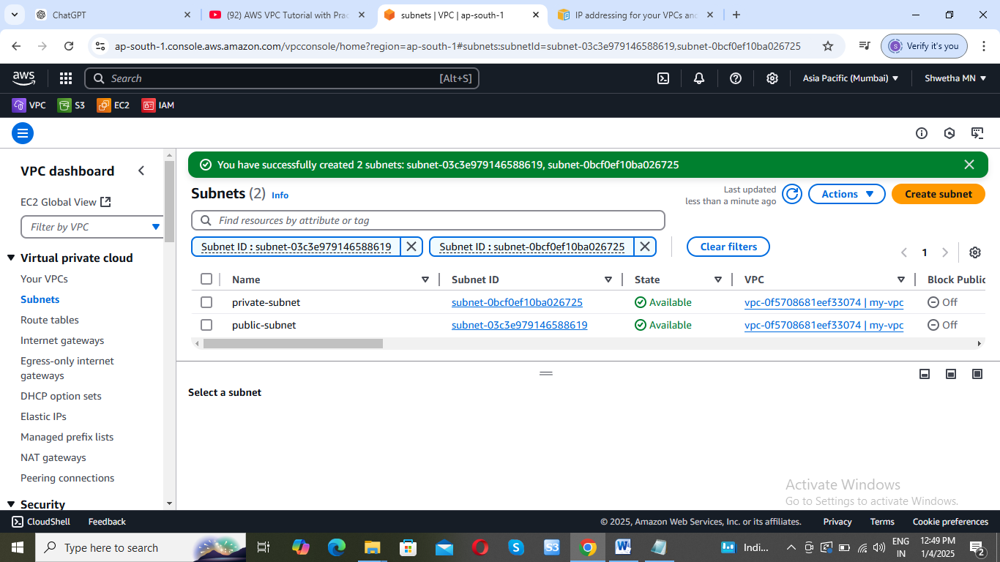 ChatGPT
(92) AWS VPC Tutorial with Prac
subnets | VPC | ap-south-1
IP addressing for your VPCs and
ap-south-1.console.aws.amazon.com/vpcconsole/home?region=ap-south-1#subnets:subnetId=subnet-03c3e979146588619,subnet-0bcf0ef10ba026725
S
Verify it's you
aws
Search
[Alt+S]
Asia Pacific (Mumbai)
Shwetha MN
VPC
S3
EC2
IAM
You have successfully created 2 subnets: subnet-03c3e979146588619, subnet-0bcf0ef10ba026725
VPC dashboard
EC2 Global View
Filter by VPC
Virtual private cloud
Your VPCs
Subnets
Route tables
Internet gateways
Egress-only internet
gateways
DHCP option sets
Elastic IPs
Managed prefix lists
NAT gateways
Peering connections
Security
Subnets (2) Info
Last updated
less than a minute ago
Actions
Create subnet
Find resources by attribute or tag
Subnet ID : subnet-03c3e979146588619
Subnet ID : subnet-0bcf0ef10ba026725
Clear filters
1
Name Subnet ID State VPC Block Public
private-subnet subnet-0bcf0ef10ba026725 Available vpc-0f5708681eef33074 | my-vpc Off
public-subnet subnet-03c3e979146588619 Available vpc-0f5708681eef33074 | my-vpc Off
Select a subnet
Activate Windows
Go to Settings to activate Windows.
CloudShell
Feedback
© 2025, Amazon Web Services, Inc. or its affiliates.
Privacy
Terms
Cookie preferences
Type here to search
S3
Indi...
ENG
IN
12:49 PM
1/4/2025
2